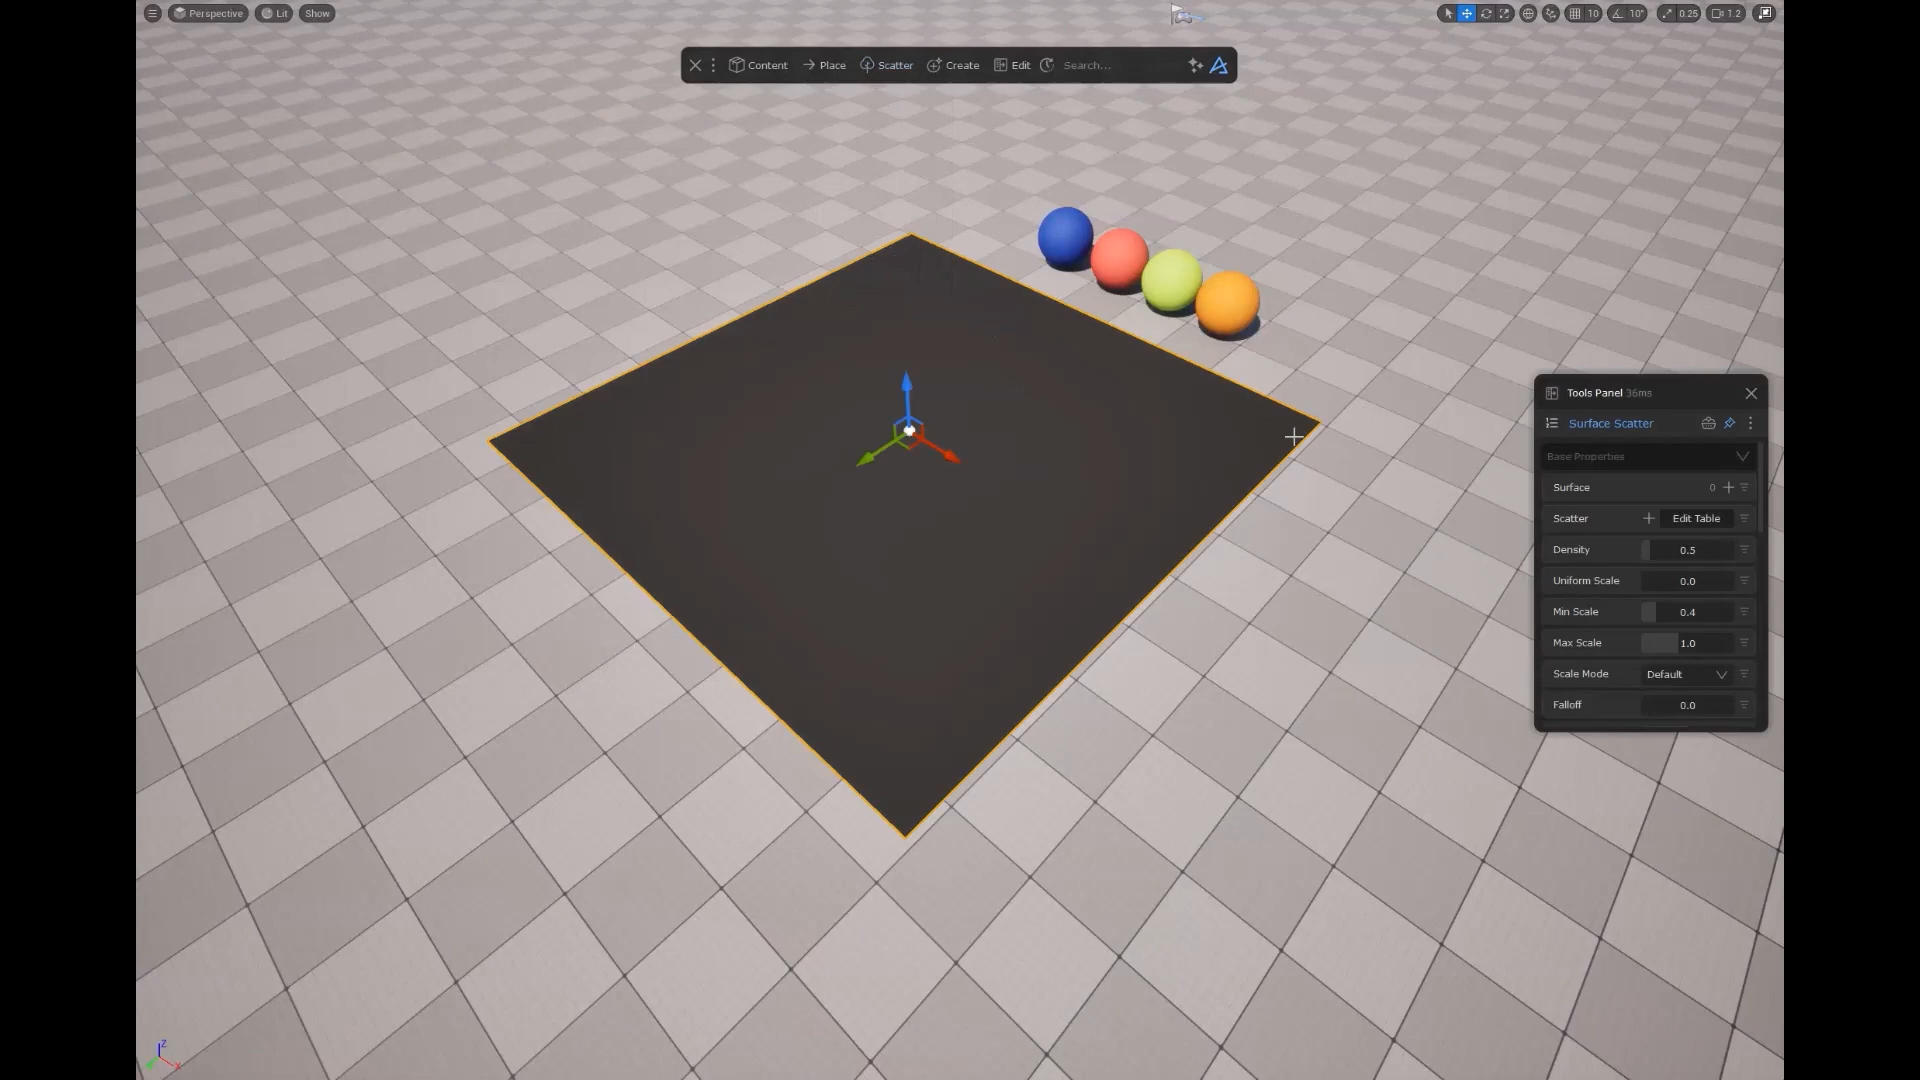 Perspective
Lit
Show
10
10°
0.25
1.2
Content
Place
Scatter
Create
Edit
Search...
Tools Panel 36ms
Surface Scatter
Base Properties
Surface 0
Scatter Edit Table
Density 0.5
Uniform Scale 0.0
Min Scale 0.4
Max Scale 1.0
Scale Mode Default
Falloff 0.0
Z
X